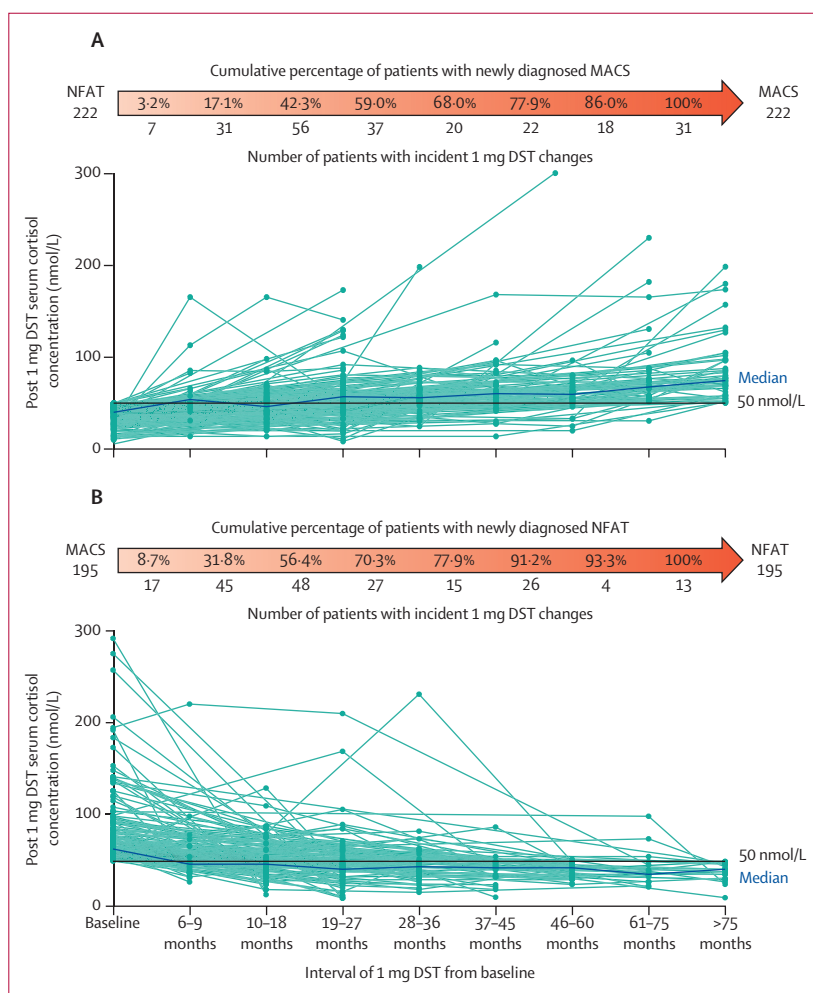 A
Cumulative percentage of patients with newly diagnosed MACS
NFAT 222
3·2% 17·1% 42·3% 59·0% 68·0% 77·9% 86·0% 100%
MACS 222
7 31 56 37 20 22 18 31
Number of patients with incident 1 mg DST changes
Post 1 mg DST serum cortisol
concentration (nmol/L)
300
200
100
0
Median
50 nmol/L
B
Cumulative percentage of patients with newly diagnosed NFAT
MACS 195
8·7% 31·8% 56·4% 70·3% 77·9% 91·2% 93·3% 100%
NFAT 195
17 45 48 27 15 26 4 13
Number of patients with incident 1 mg DST changes
Post 1 mg DST serum cortisol
concentration (nmol/L)
300
200
100
0
50 nmol/L
Median
Baseline 6–9 10–18 19–27 28–36 37–45 46–60 61–75 >75
months months months months months months months months
Interval of 1 mg DST from baseline